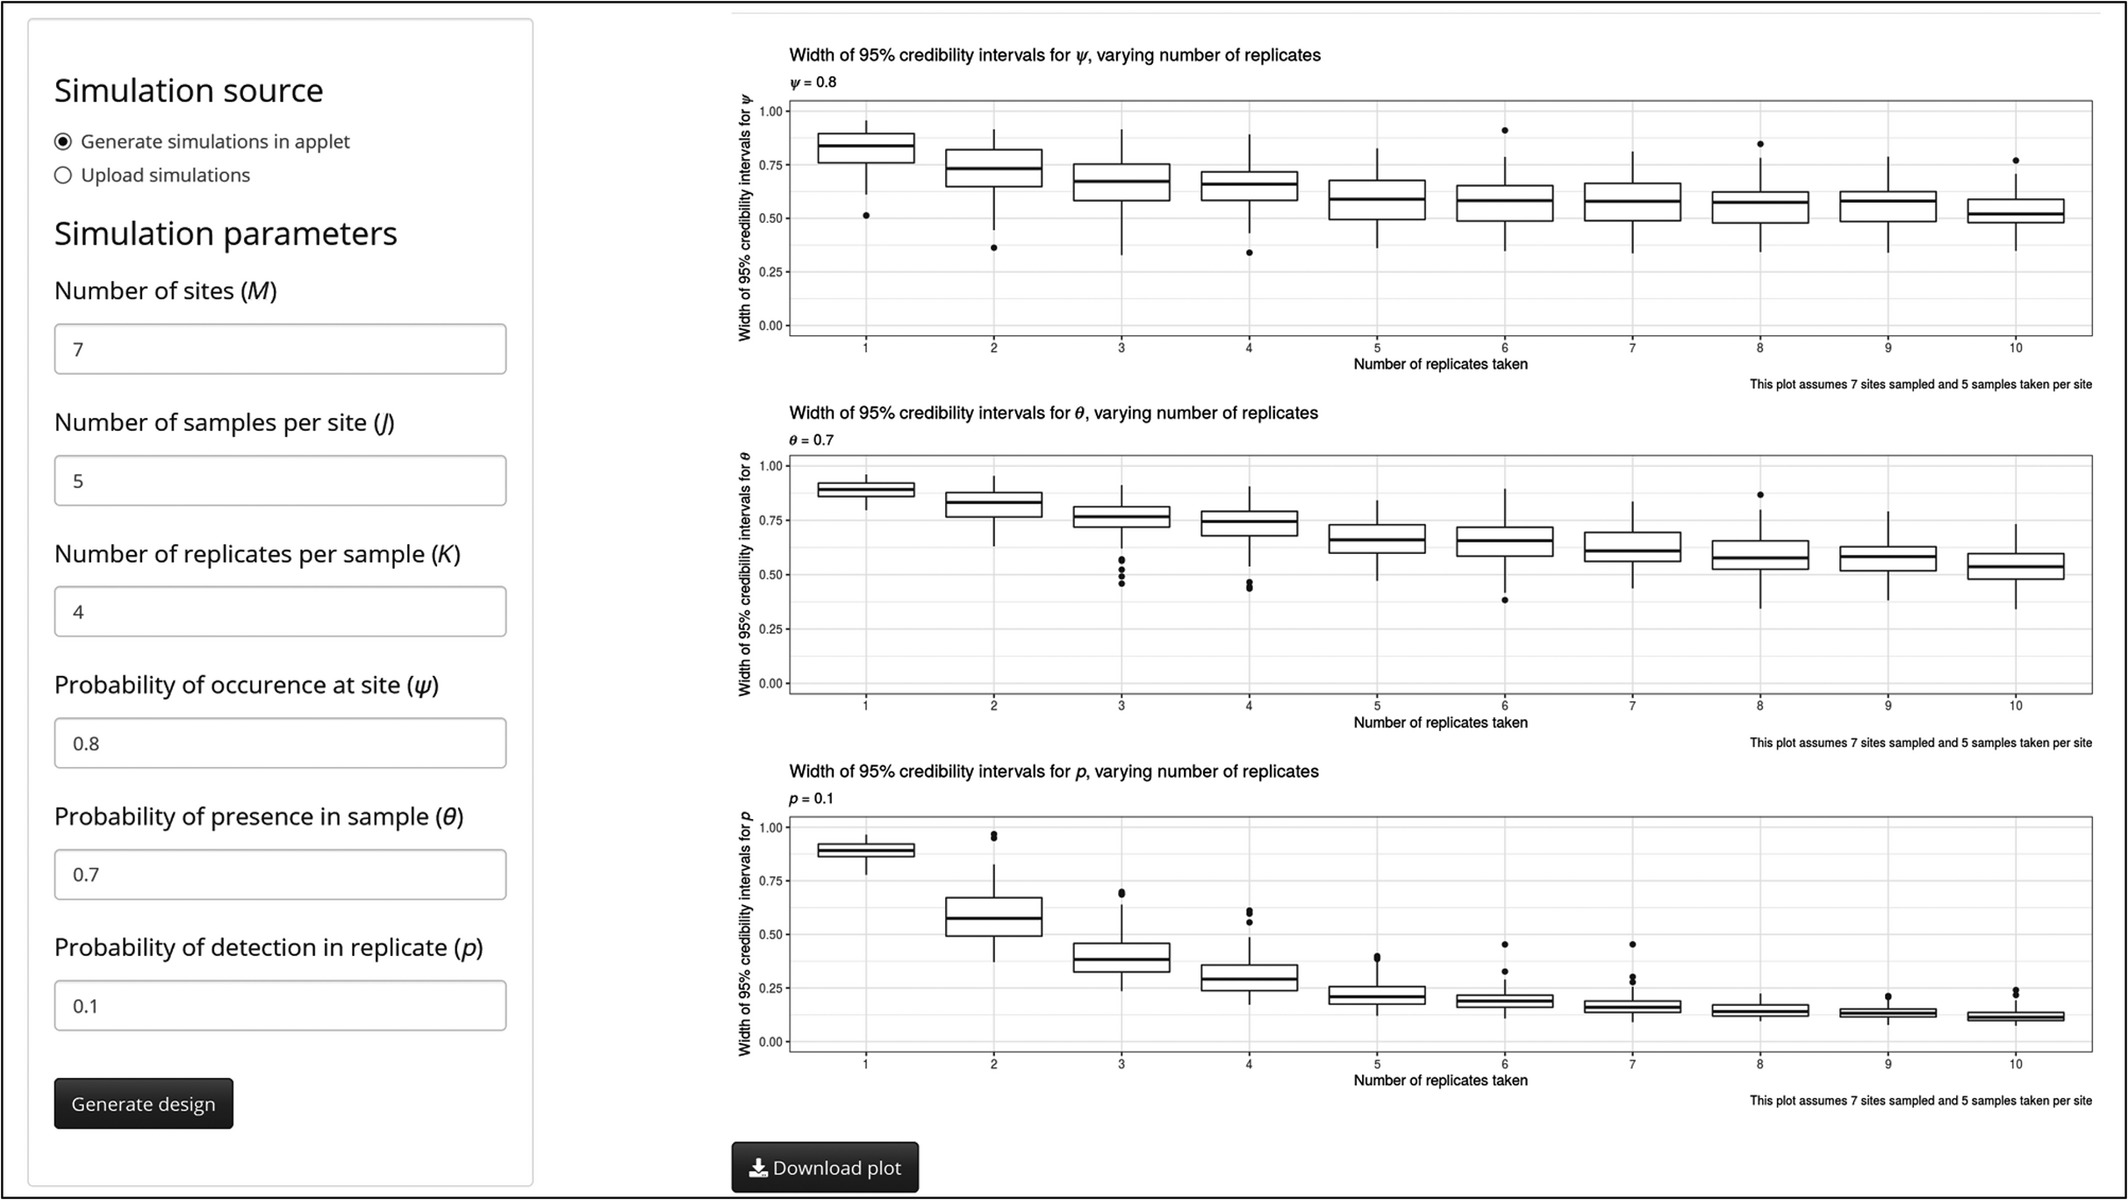 Simulation source
Generate simulations in applet
Upload simulations
Simulation parameters
Number of sites (M)
7
Number of samples per site (J)
5
Number of replicates per sample (K)
4
Probability of occurence at site (ψ)
0.8
Probability of presence in sample (θ)
0.7
Probability of detection in replicate (p)
0.1
Generate design
Width of 95% credibility intervals for ψ, varying number of replicates
ψ = 0.8
Width of 95% credibility intervals for ψ
1.00
0.75
0.50
0.25
0.00
1 2 3 4 5 6 7 8 9 10
Number of replicates taken
This plot assumes 7 sites sampled and 5 samples taken per site
Width of 95% credibility intervals for θ, varying number of replicates
θ = 0.7
Width of 95% credibility intervals for θ
1.00
0.75
0.50
0.25
0.00
1 2 3 4 5 6 7 8 9 10
Number of replicates taken
This plot assumes 7 sites sampled and 5 samples taken per site
Width of 95% credibility intervals for p, varying number of replicates
p = 0.1
Width of 95% credibility intervals for p
1.00
0.75
0.50
0.25
0.00
1 2 3 4 5 6 7 8 9 10
Number of replicates taken
This plot assumes 7 sites sampled and 5 samples taken per site
Download plot